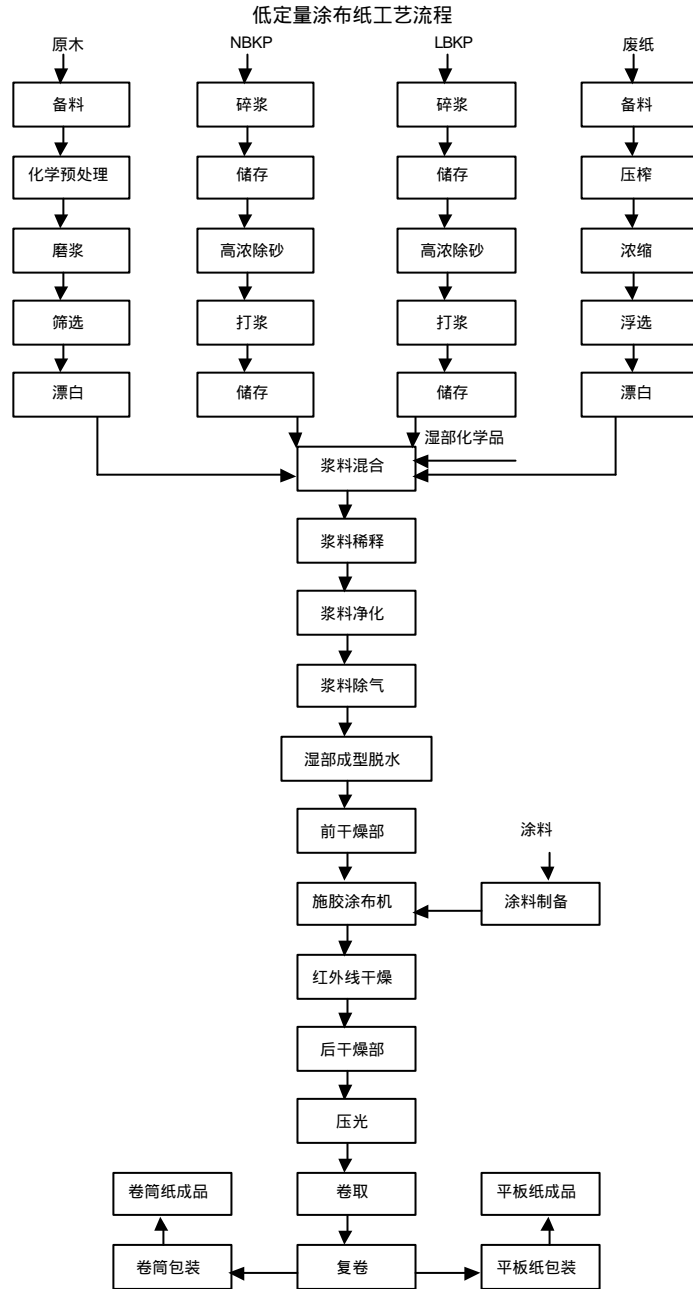 低定量涂布纸工艺流程
原木
NBKP
LBKP
废纸
备料
碎浆
碎浆
备料
化学预处理
储存
储存
压榨
磨浆
高浓除砂
高浓除砂
浓缩
筛选
打浆
打浆
浮选
漂白
储存
储存
漂白
湿部化学品
浆料混合
浆料稀释
浆料净化
浆料除气
湿部成型脱水
前干燥部
涂料
施胶涂布机
涂料制备
红外线干燥
后干燥部
压光
卷筒纸成品
卷取
平板纸成品
卷筒包装
复卷
平板纸包装